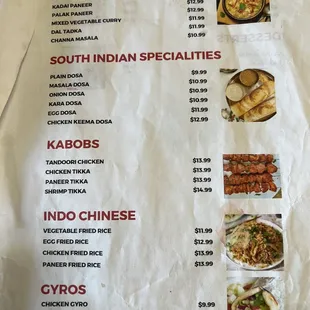 KADAI PANEER $12.99
PALAK PANEER $12.99
MIXED VEGETABLE CURRY $11.99
DAL TADKA $11.99
CHANNA MASALA $10.99
SOUTH INDIAN SPECIALITIES
PLAIN DOSA $9.99
MASALA DOSA $10.99
ONION DOSA $10.99
KARA DOSA $10.99
EGG DOSA $11.99
CHICKEN KEEMA DOSA $12.99
KABOBS
TANDOORI CHICKEN $13.99
CHICKEN TIKKA $13.99
PANEER TIKKA $13.99
SHRIMP TIKKA $14.99
INDO CHINESE
VEGETABLE FRIED RICE $11.99
EGG FRIED RICE $12.99
CHICKEN FRIED RICE $13.99
PANEER FRIED RICE $13.99
GYROS
CHICKEN GYRO $9.99